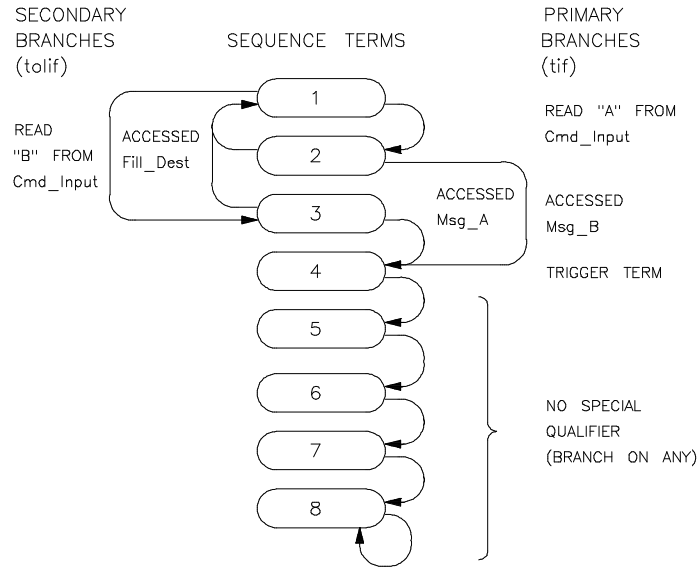 SECONDARY
BRANCHES
(tolif)
SEQUENCE TERMS
PRIMARY
BRANCHES
(tif)
1
READ "A" FROM
Cmd_Input
READ
"B" FROM
Cmd_Input
ACCESSED
Fill_Dest
2
3
ACCESSED
Msg_A
ACCESSED
Msg_B
4
TRIGGER TERM
5
6
NO SPECIAL
QUALIFIER
(BRANCH ON ANY)
7
8